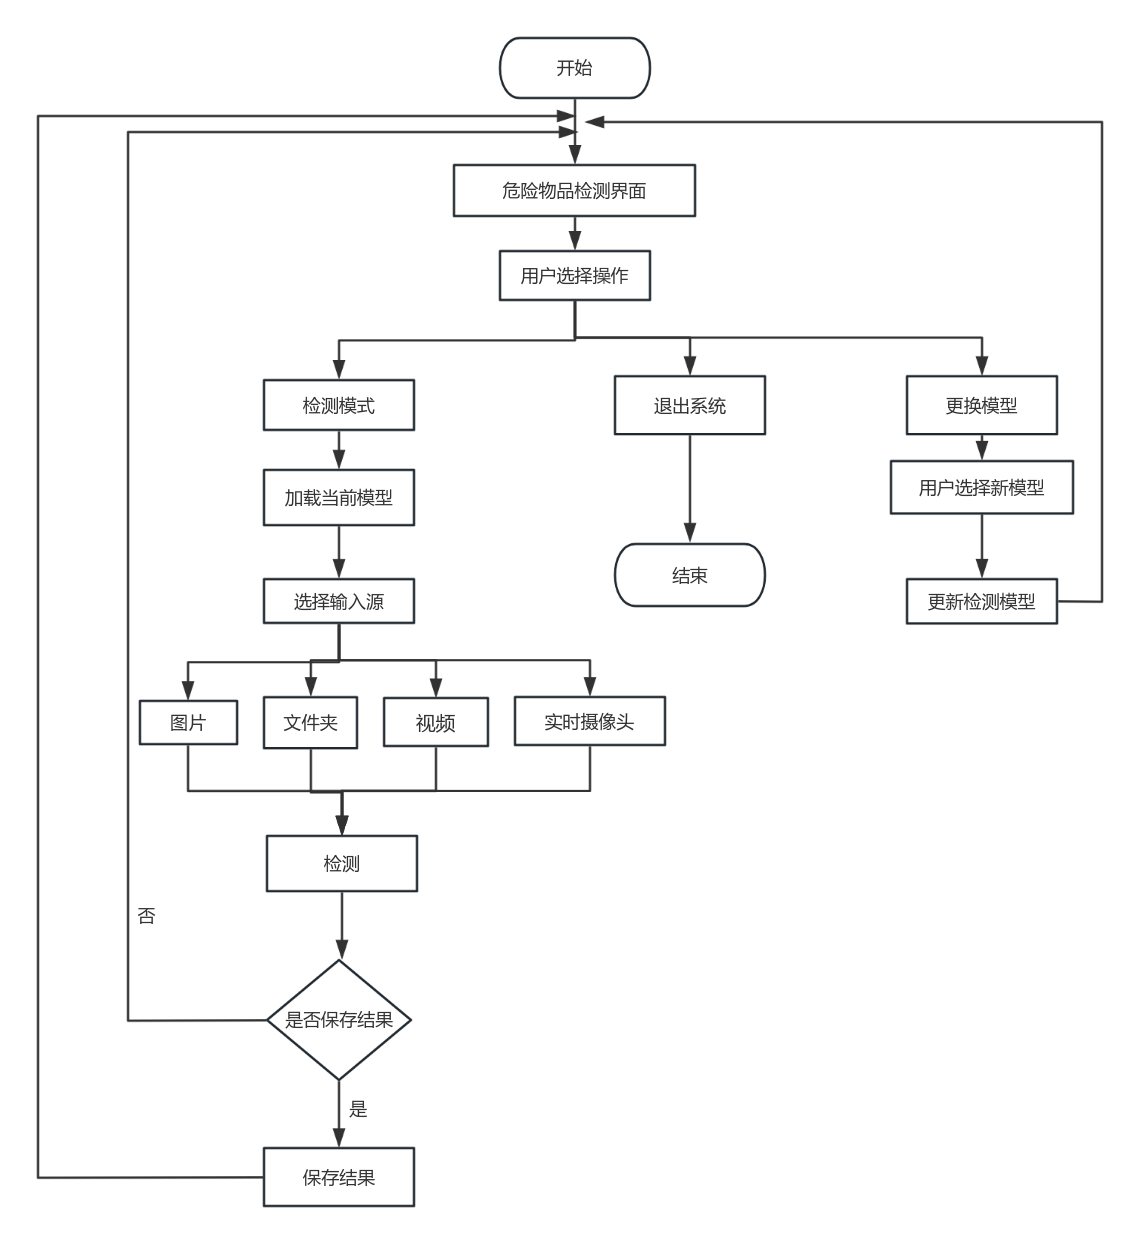 开始
危险物品检测界面
用户选择操作
检测模式
退出系统
更换模型
加载当前模型
用户选择新模型
结束
选择输入源
更新检测模型
图片
文件夹
视频
实时摄像头
检测
否
是否保存结果
是
保存结果